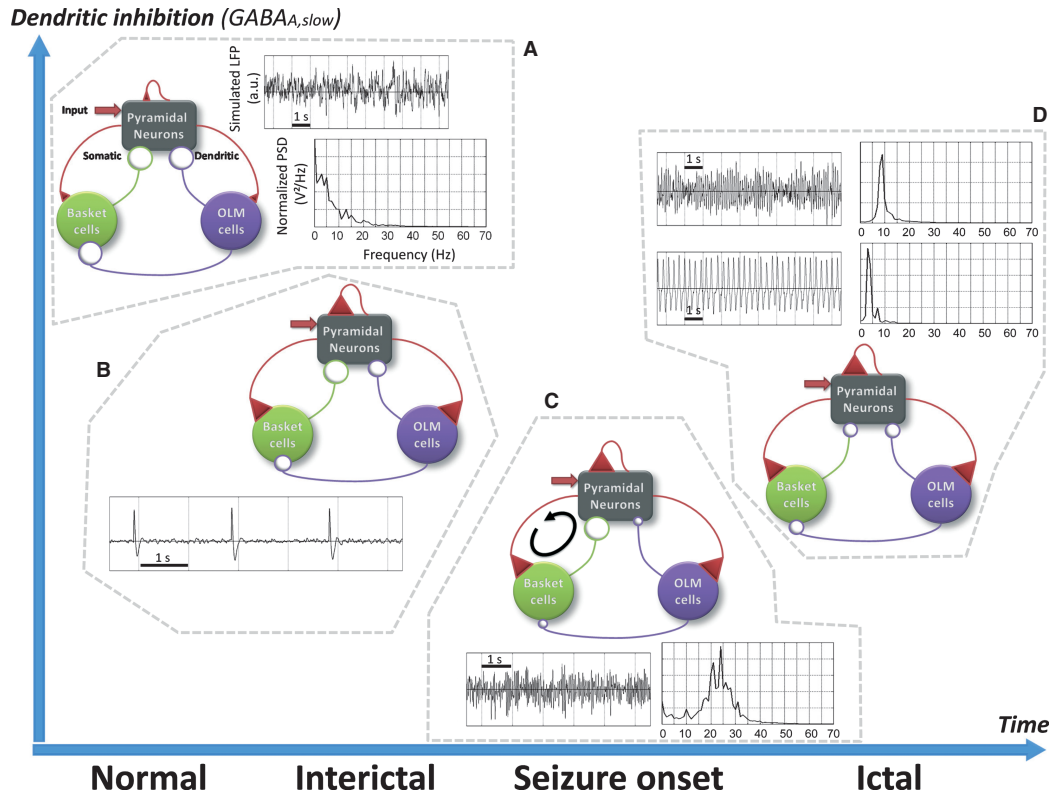 Dendritic inhibition (GABAA,slow)
A
Simulated LFP
(a.u.)
1 s
Input
Pyramidal
Neurons
Somatic
Dendritic
Basket
cells
OLM
cells
Normalized PSD
(V²/Hz)
0 10 20 30 40 50 60 70
Frequency (Hz)
B
Pyramidal
Neurons
Basket
cells
OLM
cells
1 s
C
Pyramidal
Neurons
Basket
cells
OLM
cells
1 s
0 10 20 30 40 50 60 70
D
1 s
0 10 20 30 40 50 60 70
1 s
0 10 20 30 40 50 60 70
Pyramidal
Neurons
Basket
cells
OLM
cells
Time
Normal Interictal Seizure onset Ictal